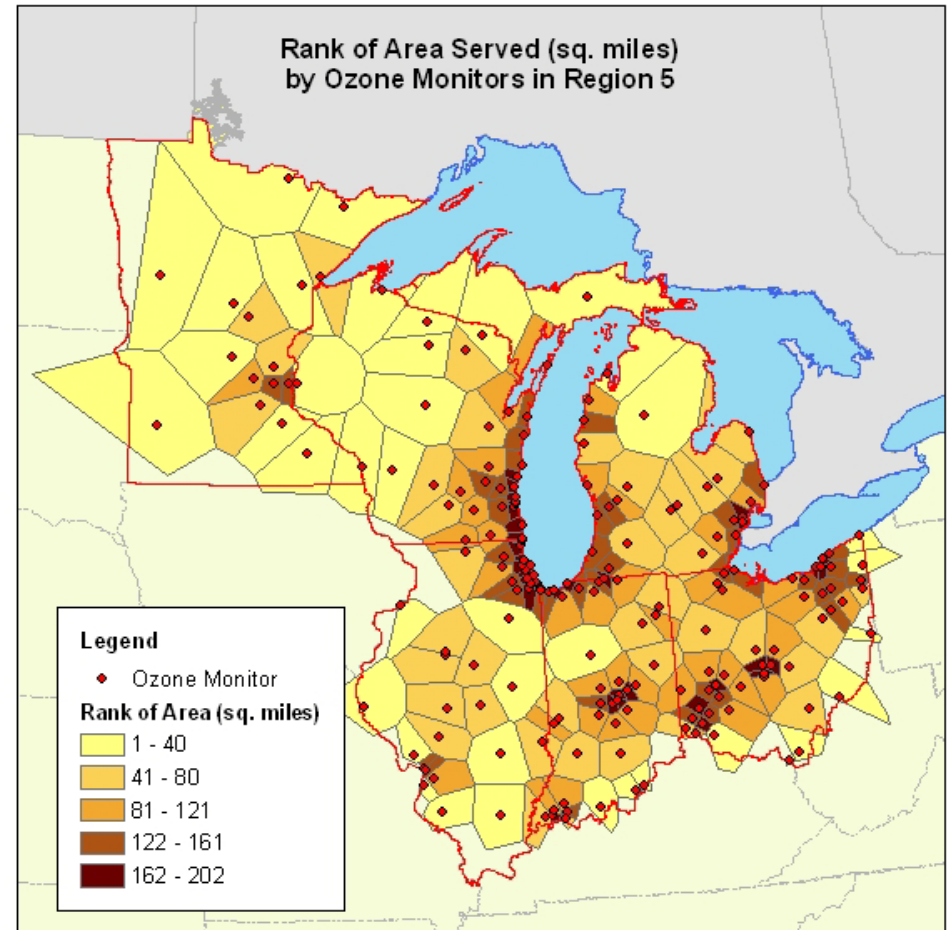 Rank of Area Served (sq. miles)
by Ozone Monitors in Region 5
Legend
Ozone Monitor
Rank of Area (sq. miles)
1 - 40
41 - 80
81 - 121
122 - 161
162 - 202